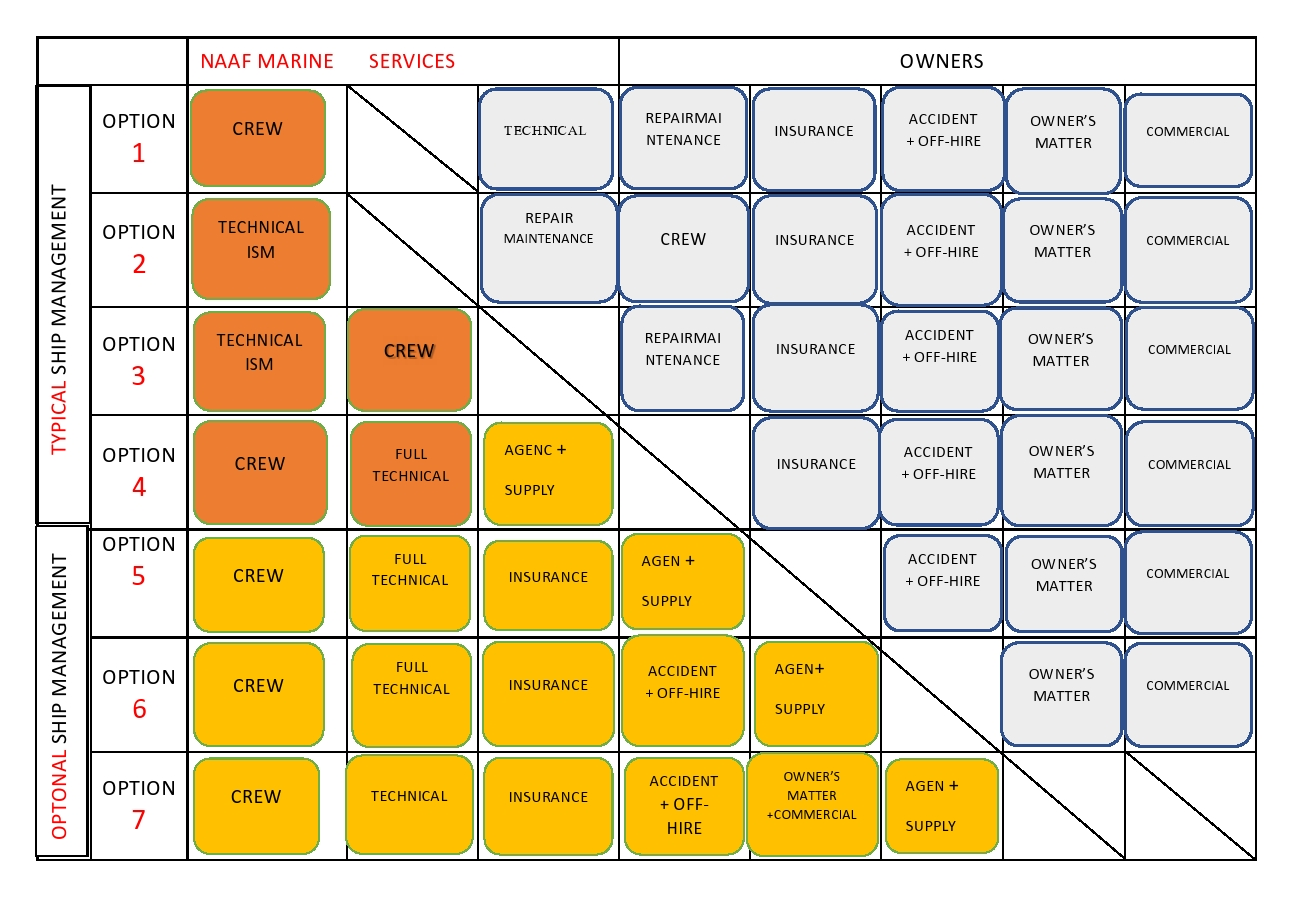 NAAF MARINE SERVICES
OWNERS
TYPICAL SHIP MANAGEMENT
OPTION
1
CREW
TECHNICAL
REPAIRMAI
NTENANCE
INSURANCE
ACCIDENT
+ OFF-HIRE
OWNER’S
MATTER
COMMERCIAL
OPTION
2
TECHNICAL
ISM
REPAIR
MAINTENANCE
CREW
INSURANCE
ACCIDENT
+ OFF-HIRE
OWNER’S
MATTER
COMMERCIAL
OPTION
3
TECHNICAL
ISM
CREW
REPAIRMAI
NTENANCE
INSURANCE
ACCIDENT
+ OFF-HIRE
OWNER’S
MATTER
COMMERCIAL
OPTION
4
CREW
FULL
TECHNICAL
AGENC +
SUPPLY
INSURANCE
ACCIDENT
+ OFF-HIRE
OWNER’S
MATTER
COMMERCIAL
OPTONAL SHIP MANAGEMENT
OPTION
5
CREW
FULL
TECHNICAL
INSURANCE
AGEN +
SUPPLY
ACCIDENT
+ OFF-HIRE
OWNER’S
MATTER
COMMERCIAL
OPTION
6
CREW
FULL
TECHNICAL
INSURANCE
ACCIDENT
+ OFF-HIRE
AGEN+
SUPPLY
OWNER’S
MATTER
COMMERCIAL
OPTION
7
CREW
TECHNICAL
INSURANCE
ACCIDENT
+ OFF-
HIRE
OWNER’S
MATTER
+COMMERCIAL
AGEN +
SUPPLY